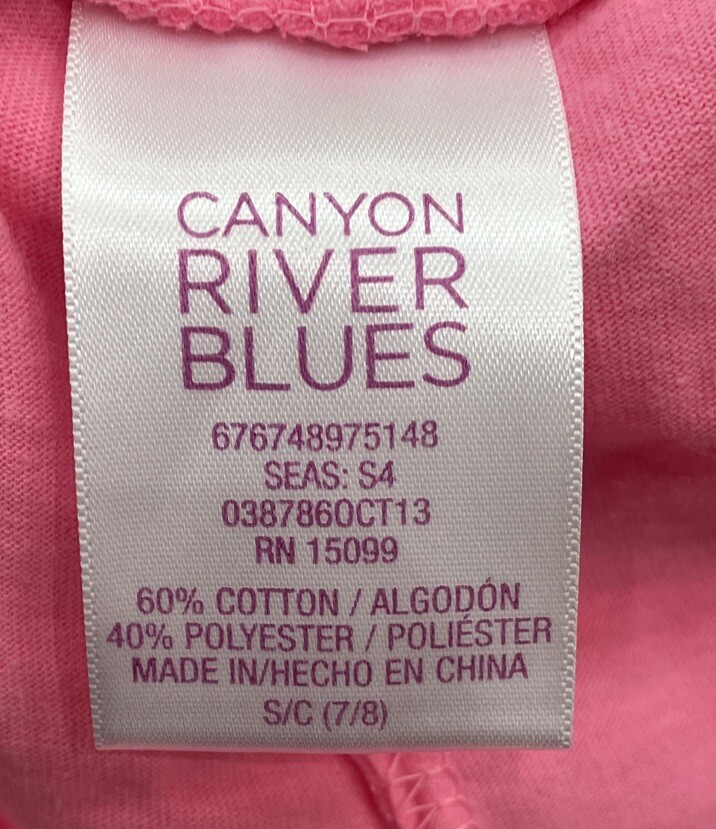 CANYON
RIVER
BLUES
676748975148
SEAS: S4
038786OCT13
RN 15099
60% COTTON / ALGODÓN
40% POLYESTER / POLIÉSTER
MADE IN/HECHO EN CHINA
S/C (7/8)